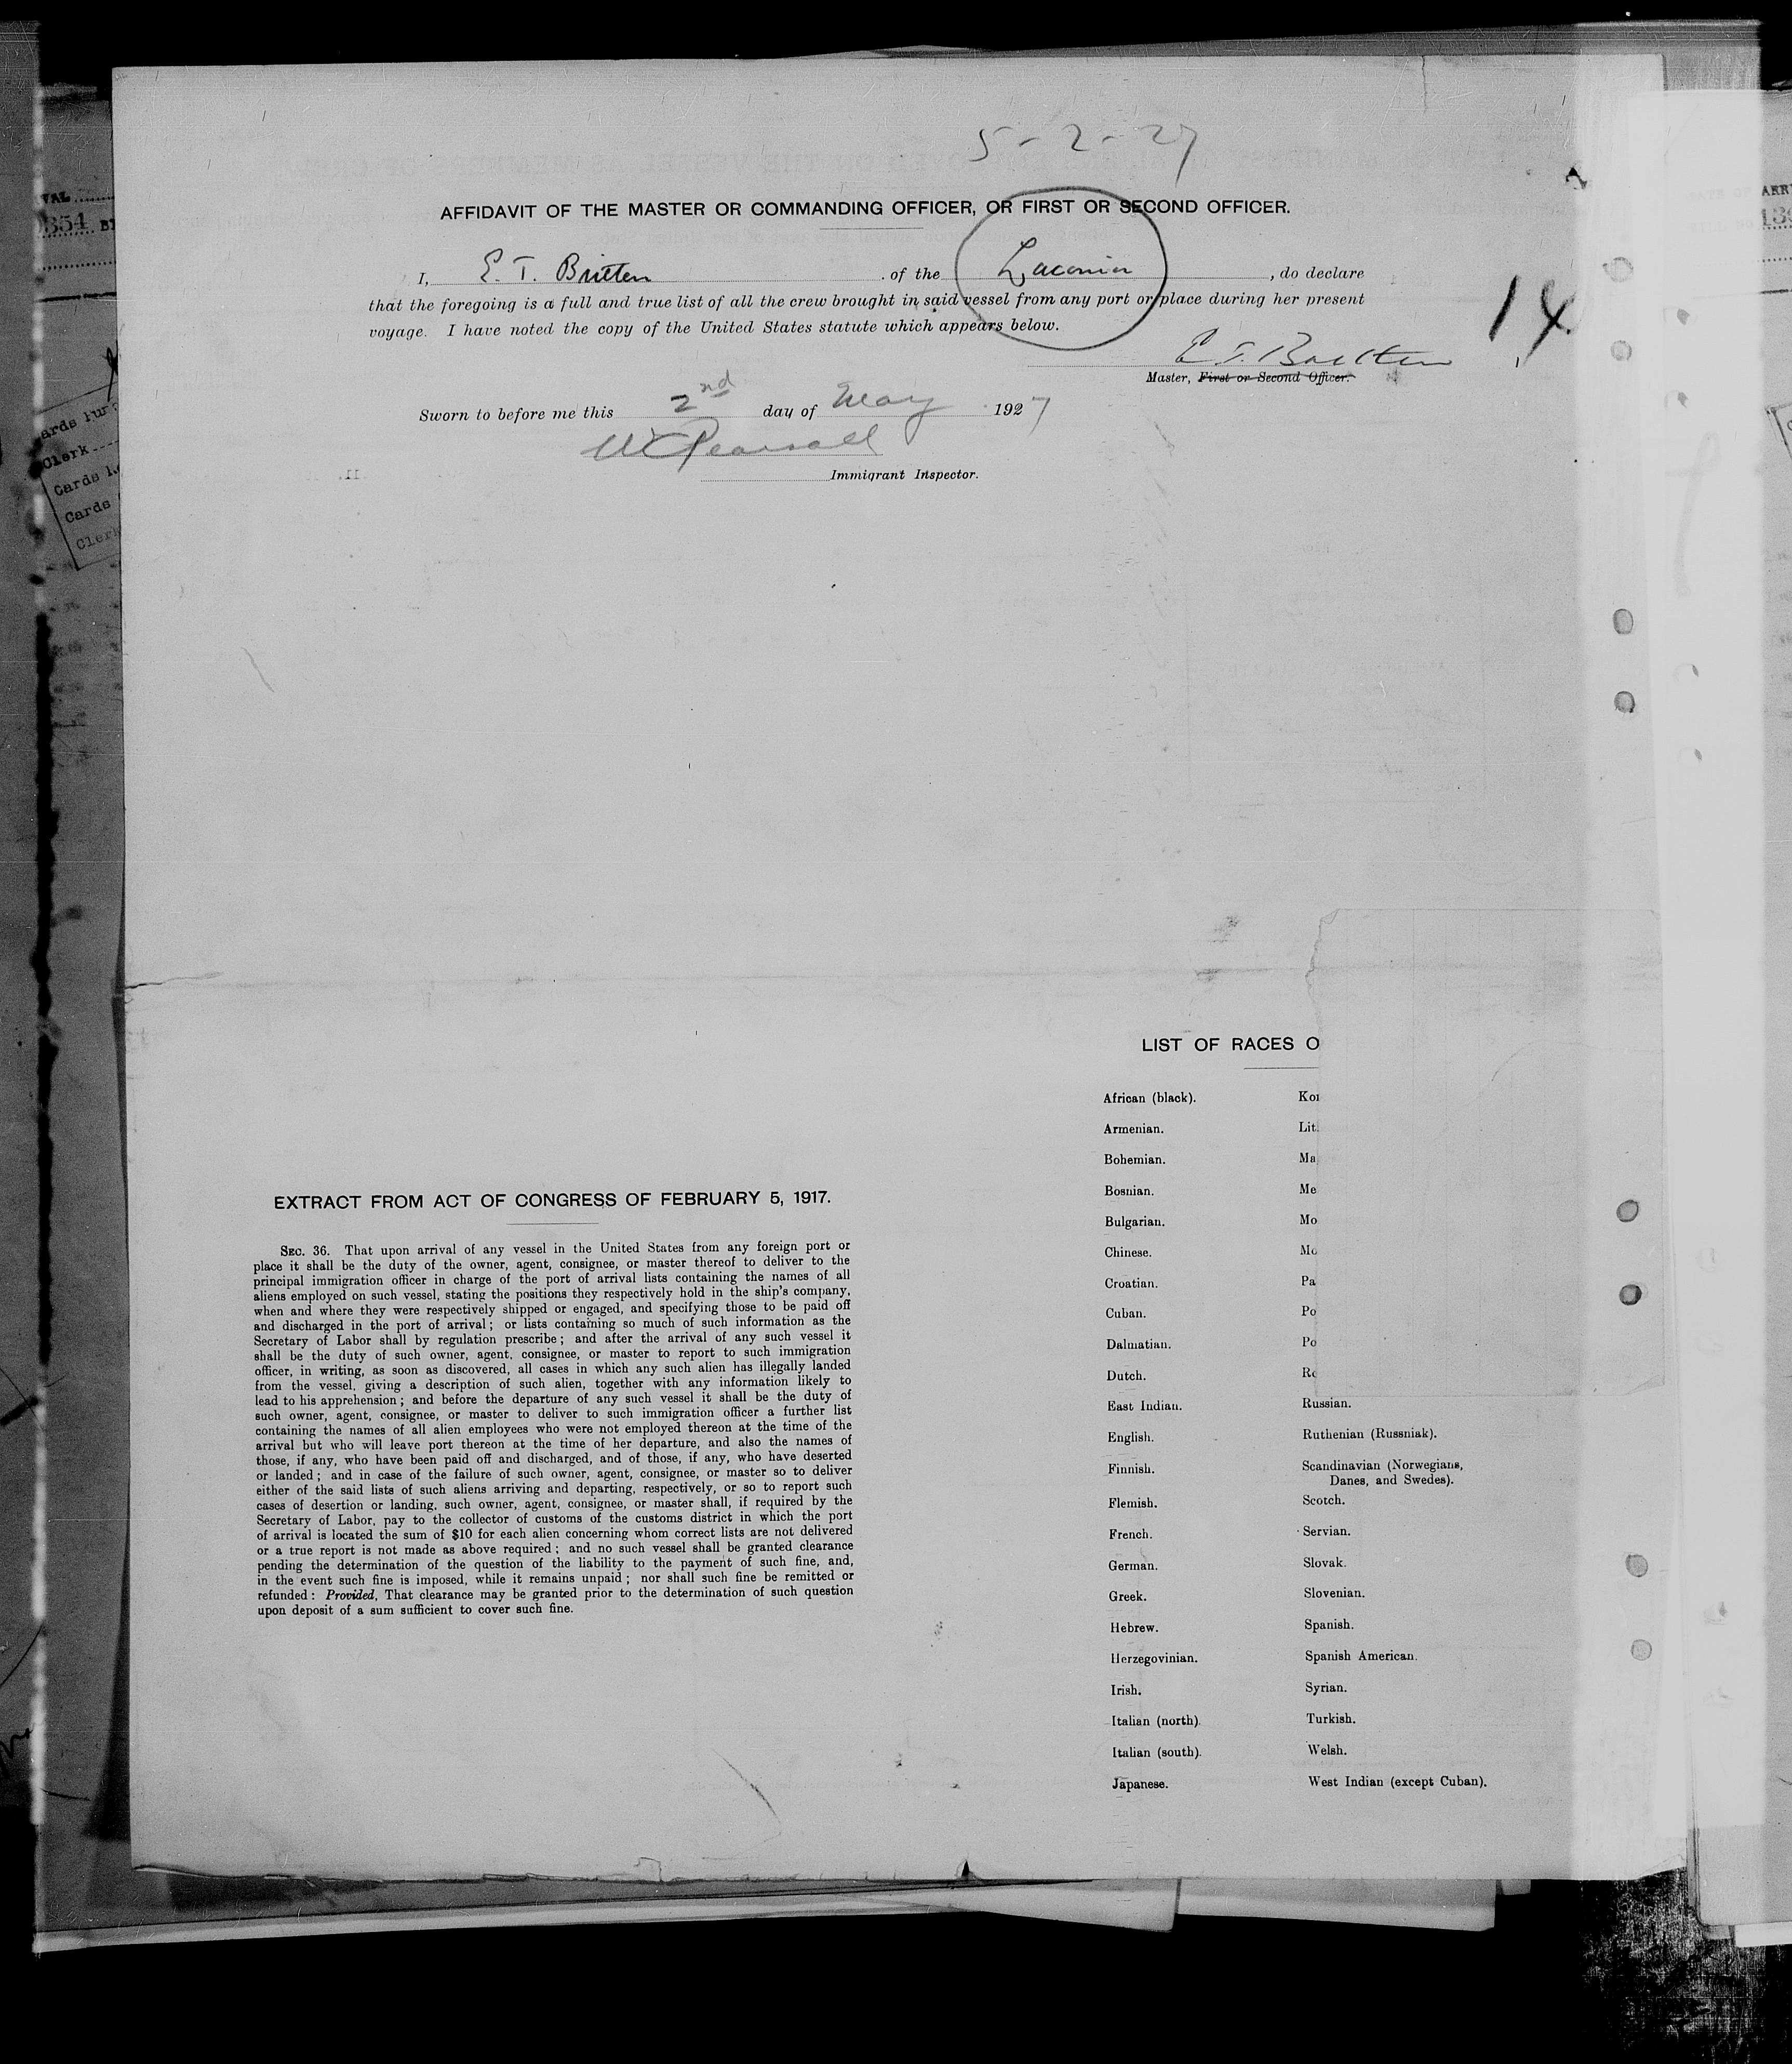 5-2-27
AFFIDAVIT OF THE MASTER OR COMMANDING OFFICER, OR FIRST OR SECOND OFFICER.
I, E. T. Britten of the Laconia, do declare
that the foregoing is a full and true list of all the crew brought in said vessel from any port or place during her present
voyage. I have noted the copy of the United States statute which appears below.
14
E. T. Britten
Master, First or Second Officer.
Sworn to before me this 2nd day of May 1927
W C Pearsall
Immigrant Inspector.
EXTRACT FROM ACT OF CONGRESS OF FEBRUARY 5, 1917.
SEC. 36. That upon arrival of any vessel in the United States from any foreign port or
place it shall be the duty of the owner, agent, consignee, or master thereof to deliver to the
principal immigration officer in charge of the port of arrival lists containing the names of all
aliens employed on such vessel, stating the positions they respectively hold in the ship's company,
when and where they were respectively shipped or engaged, and specifying those to be paid off
and discharged in the port of arrival; or lists containing so much of such information as the
Secretary of Labor shall by regulation prescribe; and after the arrival of any such vessel it
shall be the duty of such owner, agent, consignee, or master to report to such immigration
officer, in writing, as soon as discovered, all cases in which any such alien has illegally landed
from the vessel, giving a description of such alien, together with any information likely to
lead to his apprehension; and before the departure of any such vessel it shall be the duty of
such owner, agent, consignee, or master to deliver to such immigration officer a further list
containing the names of all alien employees who were not employed thereon at the time of the
arrival but who will leave port thereon at the time of her departure, and also the names of
those, if any, who have been paid off and discharged, and of those, if any, who have deserted
or landed; and in case of the failure of such owner, agent, consignee, or master so to deliver
either of the said lists of such aliens arriving and departing, respectively, or so to report such
cases of desertion or landing, such owner, agent, consignee, or master shall, if required by the
Secretary of Labor, pay to the collector of customs of the customs district in which the port
of arrival is located the sum of $10 for each alien concerning whom correct lists are not delivered
or a true report is not made as above required; and no such vessel shall be granted clearance
pending the determination of the question of the liability to the payment of such fine, and,
in the event such fine is imposed, while it remains unpaid; nor shall such fine be remitted or
refunded: Provided, That clearance may be granted prior to the determination of such question
upon deposit of a sum sufficient to cover such fine.
LIST OF RACES O
African (black).
Armenian.
Bohemian.
Bosnian.
Bulgarian.
Chinese.
Croatian.
Cuban.
Dalmatian.
Dutch.
East Indian.
English.
Finnish.
Flemish.
French.
German.
Greek.
Hebrew.
Herzegovinian.
Irish.
Italian (north).
Italian (south).
Japanese.
Kor
Lit
Ma
Me
Mo
Mo
Pa
Po
Po
Ro
Russian.
Ruthenian (Russniak).
Scandinavian (Norwegians,
Danes, and Swedes).
Scotch.
Servian.
Slovak.
Slovenian.
Spanish.
Spanish American.
Syrian.
Turkish.
Welsh.
West Indian (except Cuban).